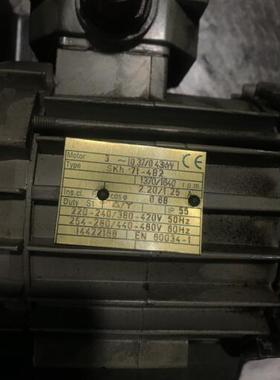 Motor 3 ~ 0.37/0.43kW CE
Type SKh 71-4B2
1370/1640 r.p.m.
Ins.cl. 2.20/1.25 A
cosφ 0.68
Duty S1 Δ/Y IP 55
220-240/380-420V 50Hz
254-280/440-480V 60Hz
EN 60034-1